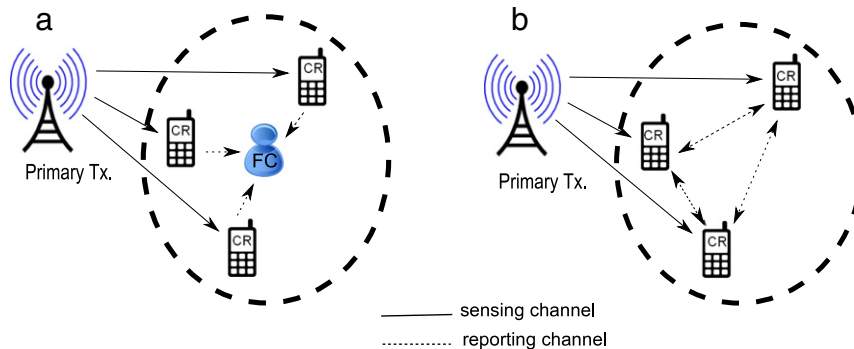 a
CR
CR
FC
Primary Tx.
CR
b
CR
CR
Primary Tx.
CR
sensing channel
reporting channel